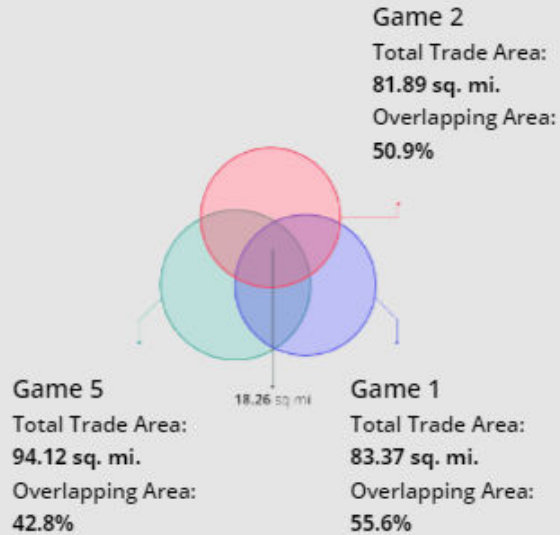 Game 2
Total Trade Area:
81.89 sq. mi.
Overlapping Area:
50.9%
18.26 sq mi
Game 5
Total Trade Area:
94.12 sq. mi.
Overlapping Area:
42.8%
Game 1
Total Trade Area:
83.37 sq. mi.
Overlapping Area:
55.6%